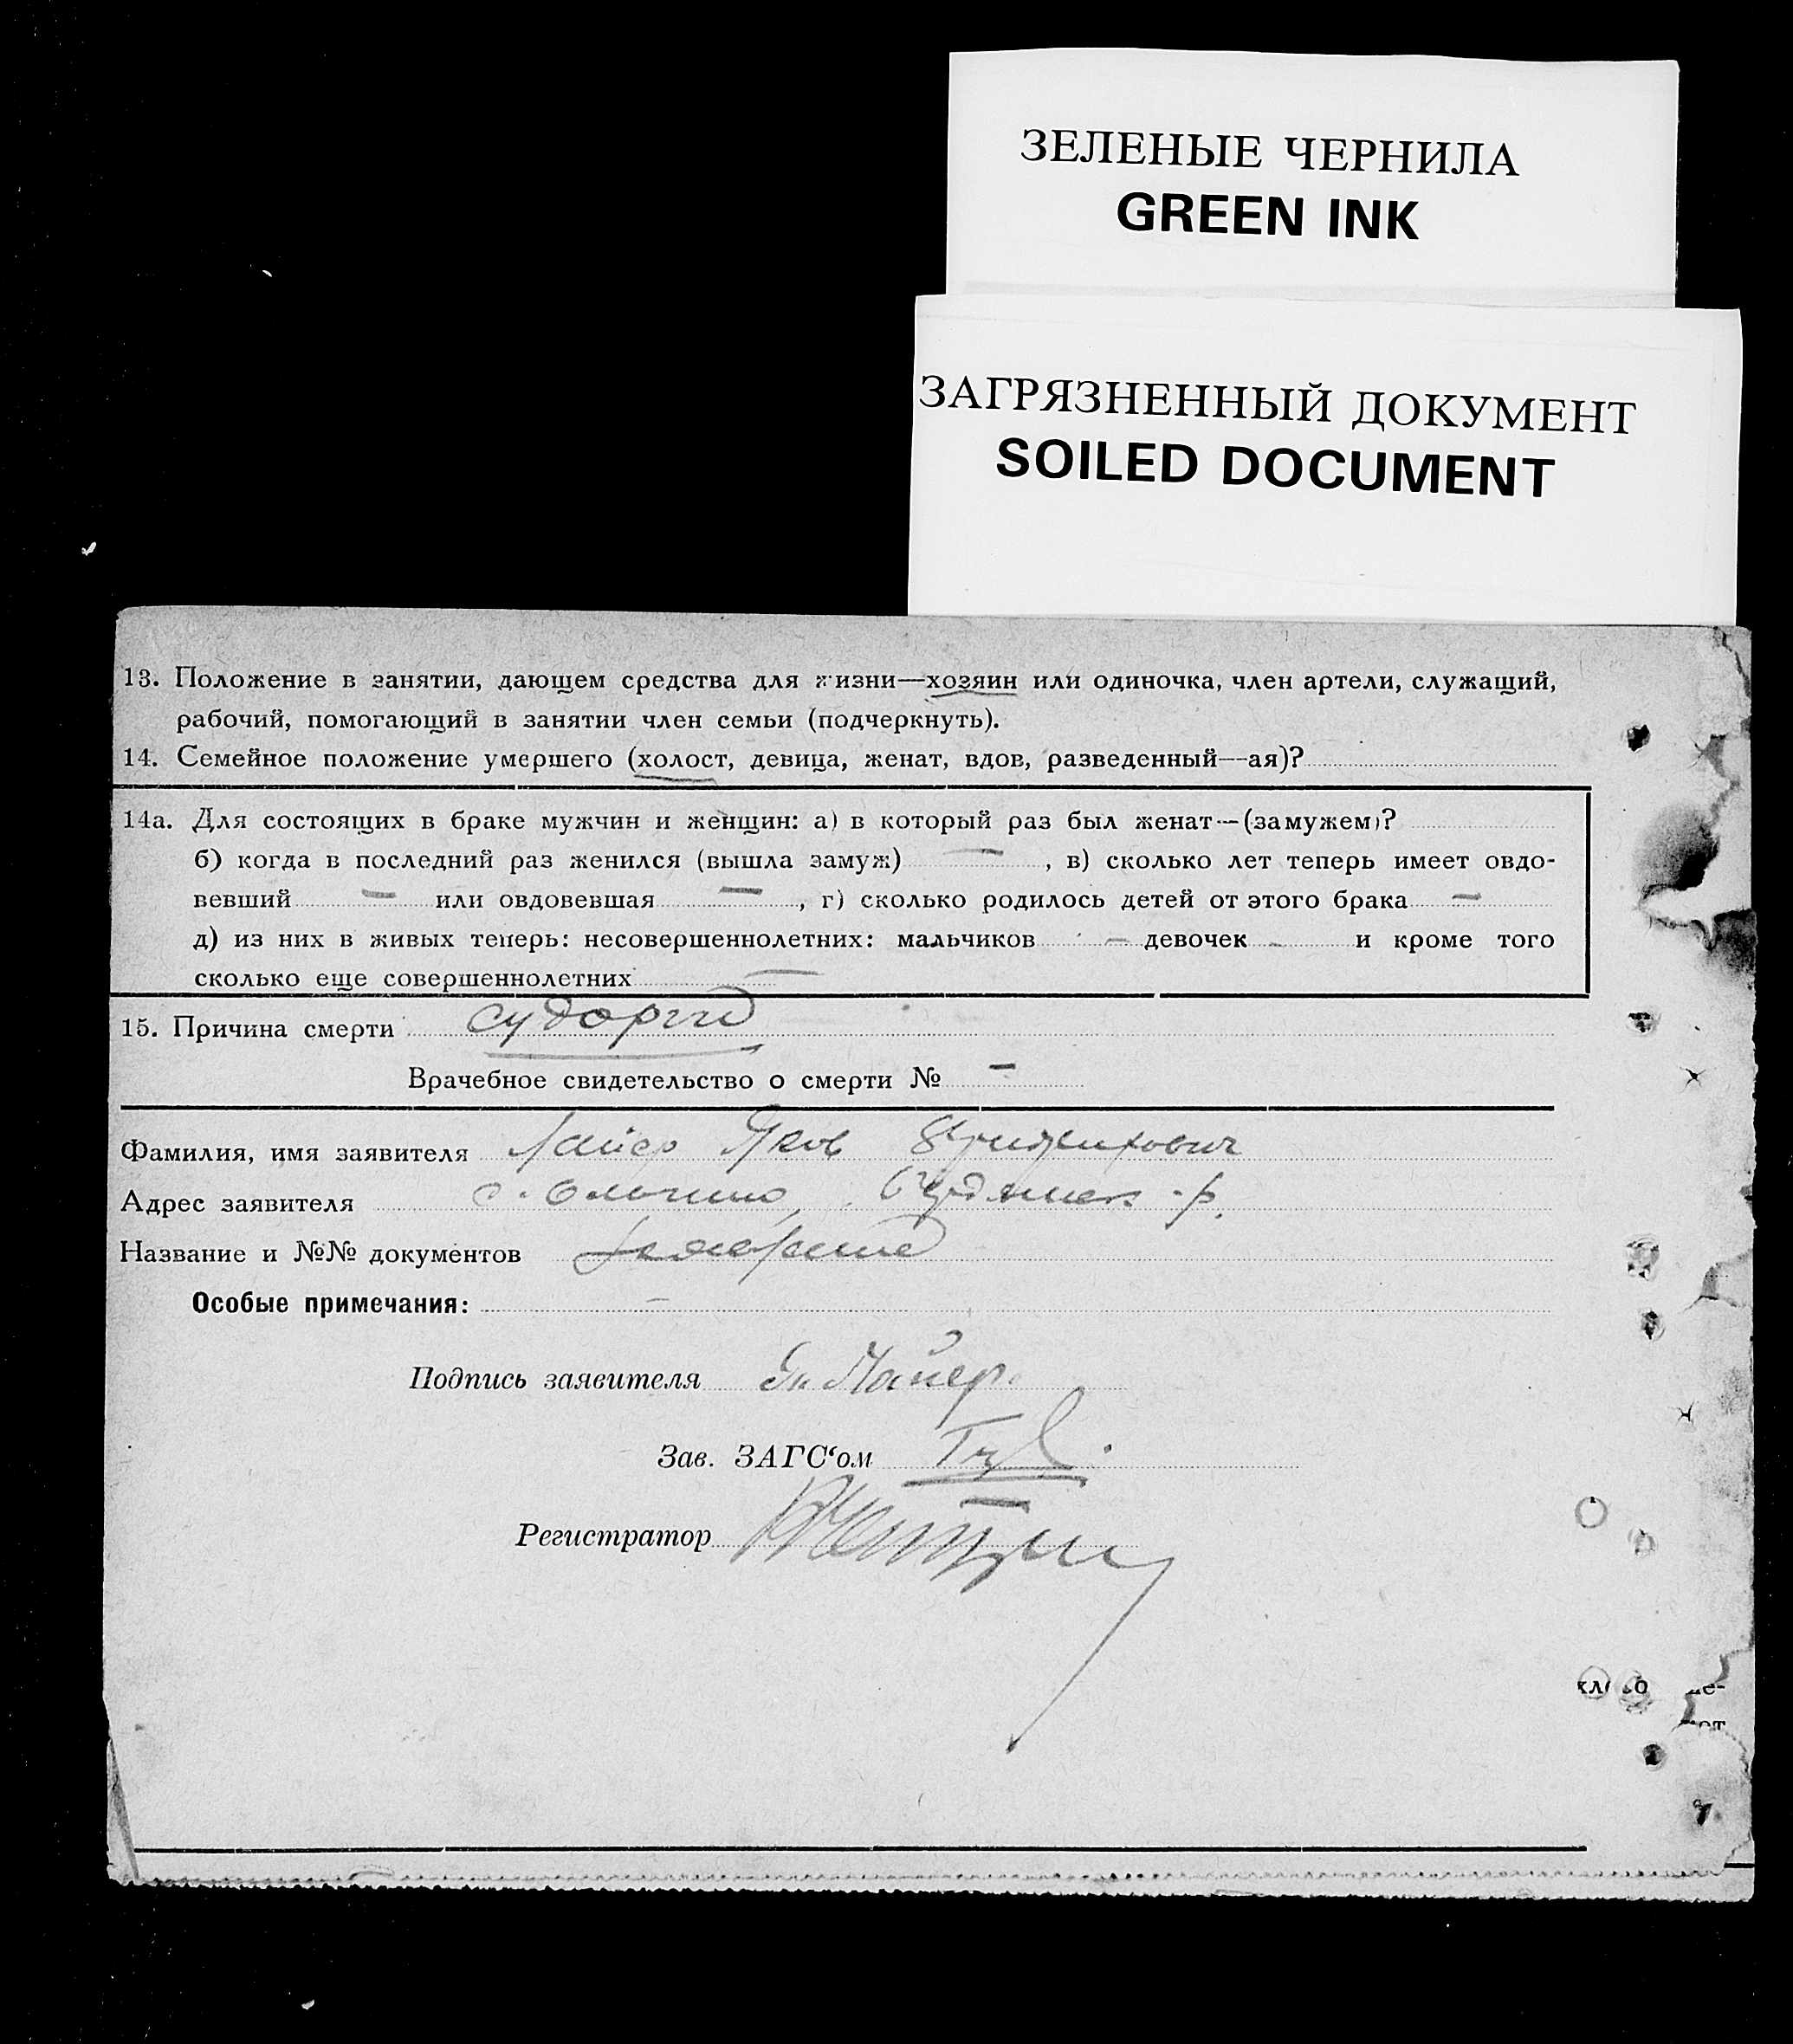 ЗЕЛЕНЫЕ ЧЕРНИЛА
GREEN INK
ЗАГРЯЗНЕННЫЙ ДОКУМЕНТ
SOILED DOCUMENT
13. Положение в занятии, дающем средства для жизни—хозяин или одиночка, член артели, служащий,
рабочий, помогающий в занятии член семьи (подчеркнуть).
14. Семейное положение умершего (холост, девица, женат, вдов, разведенный—ая)?
14а. Для состоящих в браке мужчин и женщин: а) в который раз был женат—(замужем)?
б) когда в последний раз женился (вышла замуж) —, в) сколько лет теперь имеет овдо-
вевший — или овдовевшая —, г) сколько родилось детей от этого брака —
д) из них в живых теперь: несовершеннолетних: мальчиков — девочек - и кроме того
сколько еще совершеннолетних —
15. Причина смерти судорги
Врачебное свидетельство о смерти № —
Фамилия, имя заявителя Майер Яков
Адрес заявителя с.
Название и №№ документов
Особые примечания: —
Подпись заявителя Як Майер.
Зав. ЗАГС‘ом
Регистратор